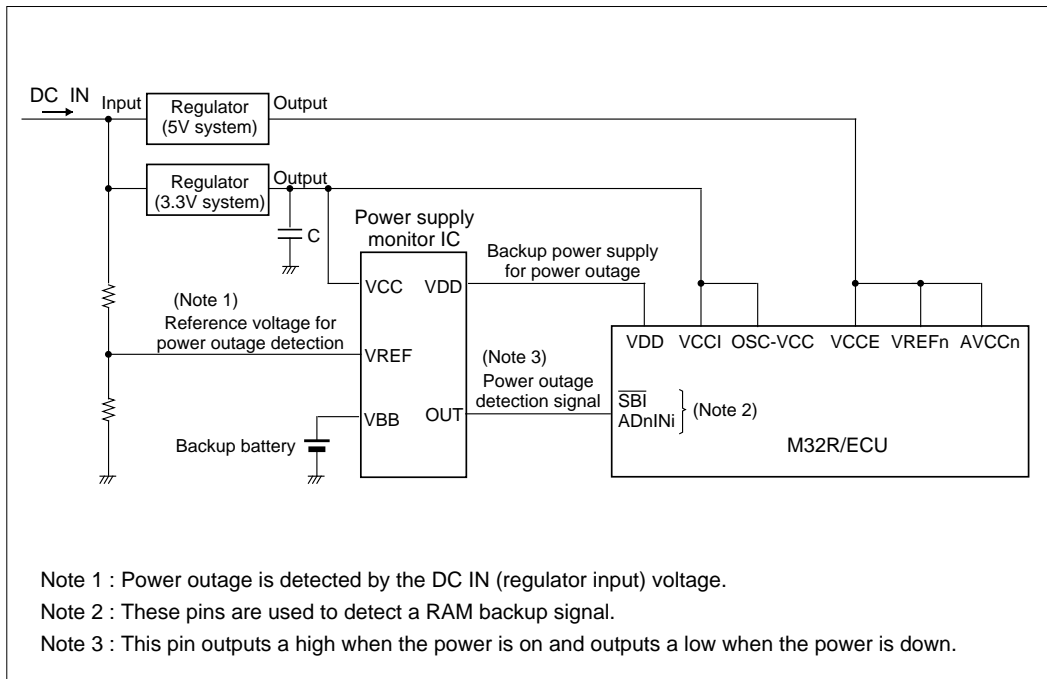 DC IN
Input
Regulator
(5V system)
Output
Regulator
(3.3V system)
Output
C
Power supply
monitor IC
VCC
VDD
VREF
VBB
OUT
(Note 1)
Reference voltage for
power outage detection
Backup battery
Backup power supply
for power outage
(Note 3)
Power outage
detection signal
VDD VCCI OSC-VCC VCCE VREFn AVCCn
SBI
ADnINi
(Note 2)
M32R/ECU
Note 1 : Power outage is detected by the DC IN (regulator input) voltage.
Note 2 : These pins are used to detect a RAM backup signal.
Note 3 : This pin outputs a high when the power is on and outputs a low when the power is down.